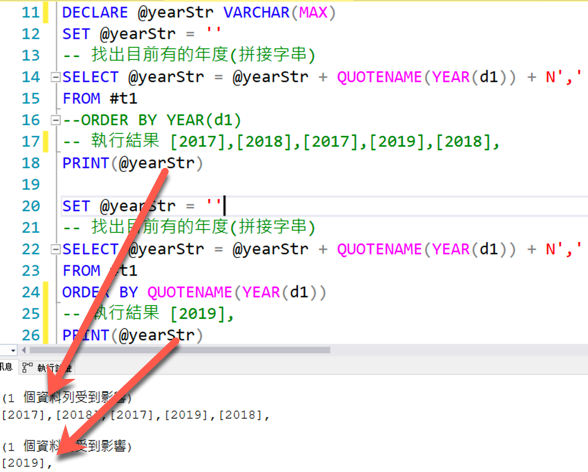 11 DECLARE @yearStr VARCHAR(MAX)
12 SET @yearStr = ''
13 -- 找出目前有的年度(拼接字串)
14 SELECT @yearStr = @yearStr + QUOTENAME(YEAR(d1)) + N','
15 FROM #t1
16 --ORDER BY YEAR(d1)
17 -- 執行結果 [2017],[2018],[2017],[2019],[2018],
18 PRINT(@yearStr)
19
20 SET @yearStr = ''
21 -- 找出目前有的年度(拼接字串)
22 SELECT @yearStr = @yearStr + QUOTENAME(YEAR(d1)) + N','
23 FROM #t1
24 ORDER BY QUOTENAME(YEAR(d1))
25 -- 執行結果 [2019],
26 PRINT(@yearStr)
訊息 執行
(1 個資料列受到影響)
[2017],[2018],[2017],[2019],[2018],
(1 個資料列受到影響)
[2019],